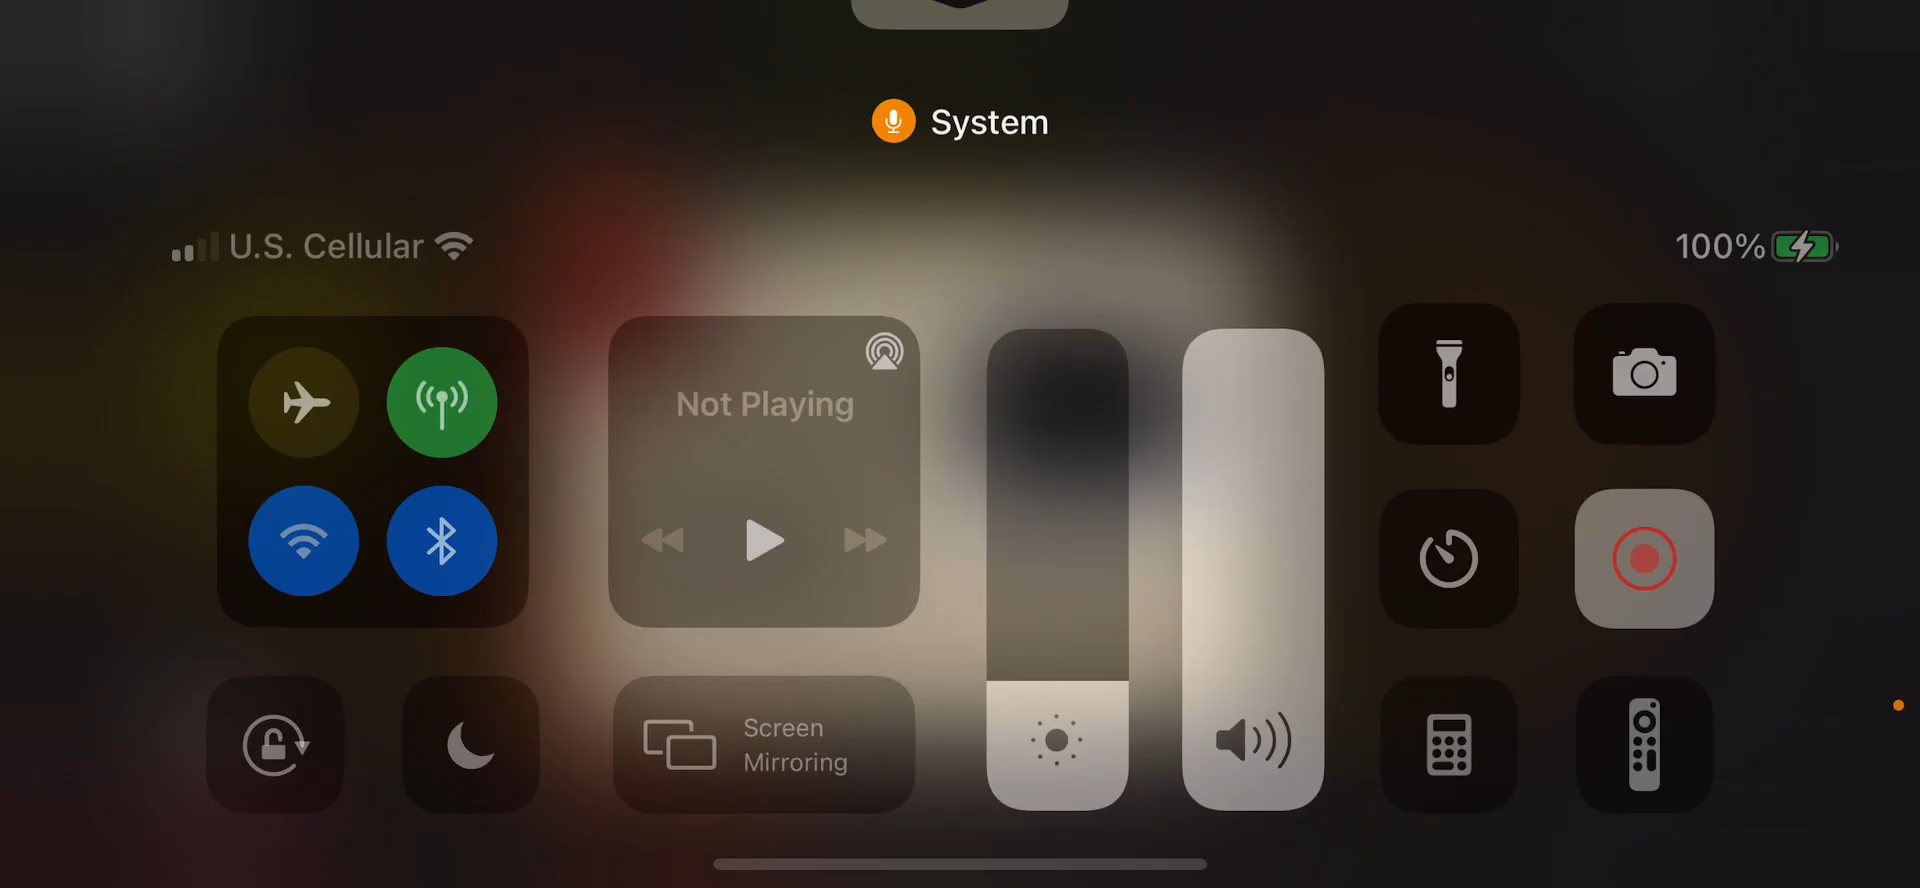 System
U.S. Cellular
100%
Not Playing
Screen
Mirroring